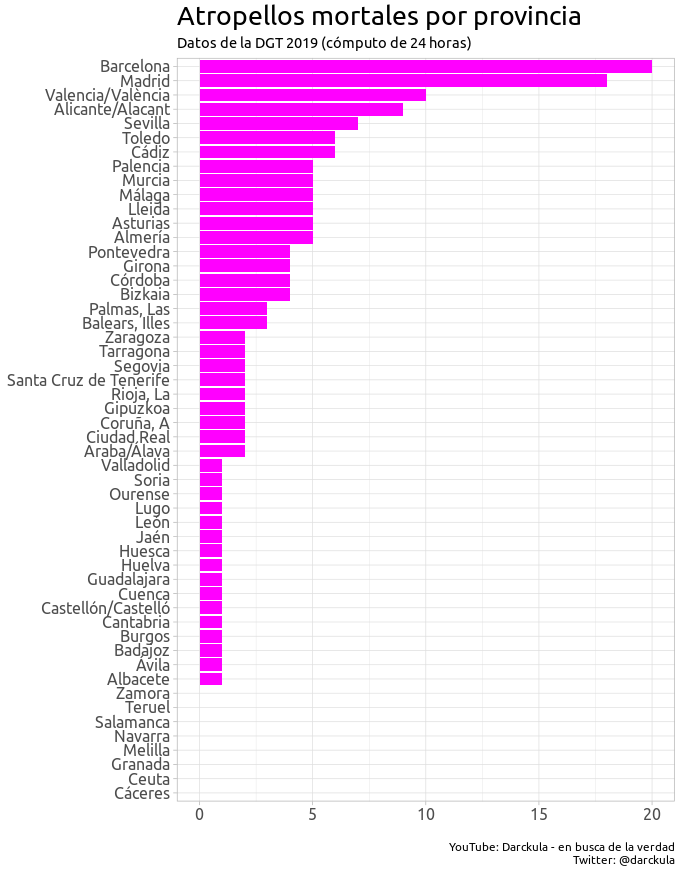 Atropellos mortales por provincia
Datos de la DGT 2019 (cómputo de 24 horas)
Barcelona
Madrid
Valencia/València
Alicante/Alacant
Sevilla
Toledo
Cádiz
Palencia
Murcia
Málaga
Lleida
Asturias
Almería
Pontevedra
Girona
Córdoba
Bizkaia
Palmas, Las
Balears, Illes
Zaragoza
Tarragona
Segovia
Santa Cruz de Tenerife
Rioja, La
Gipuzkoa
Coruña, A
Ciudad Real
Araba/Álava
Valladolid
Soria
Ourense
Lugo
León
Jaén
Huesca
Huelva
Guadalajara
Cuenca
Castellón/Castelló
Cantabria
Burgos
Badajoz
Ávila
Albacete
Zamora
Teruel
Salamanca
Navarra
Melilla
Granada
Ceuta
Cáceres
0 5 10 15 20
YouTube: Darckula - en busca de la verdad
Twitter: @darckula